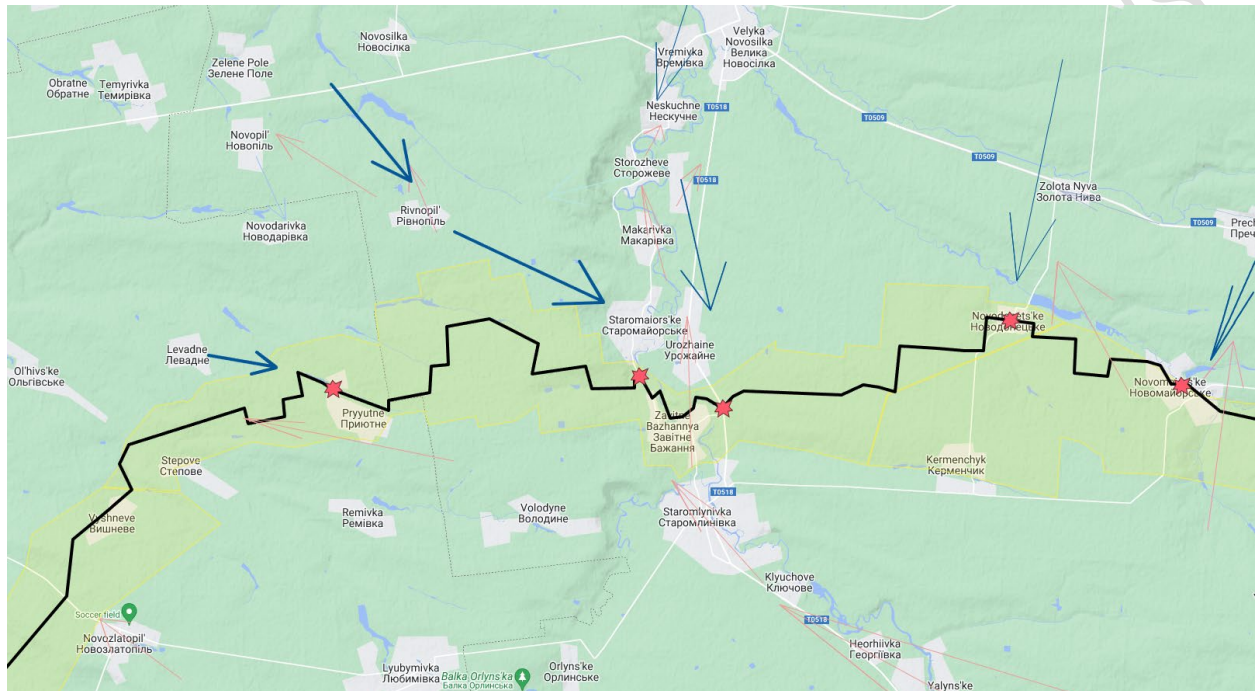 Novosilka
Новосілка
Velyka
Novosilka
Велика
Новосілка
Vremivka
Времівка
Zelene Pole
Зелене Поле
Obratne
Обратне
Temyrivka
Темирівка
Neskuchne
Нескучне
T0518
T0509
Novopil'
Новопіль
Storozheve
Сторожеве
T0509
T0518
Zolota Nyva
Золота Нива
Rivnopil'
Рівнопіль
Novodarivka
Новодарівка
Makarivka
Макарівка
T0509
Prech
Преч
Staromaiors'ke
Старомайорське
Urozhaine
Урожайне
Новодонецьке
Levadne
Левадне
Ol'hivs'ke
Ольгівське
Pryyutne
Приютне
Новомайорське
Zavitne
Bazhannya
Завітне
Бажання
Stepove
Степове
Kermenchyk
Керменчик
T0518
Vyshneve
Вишневе
Remivka
Ремівка
Volodyne
Володине
Staromlynivka
Старомлинівка
Klyuchove
Ключове
Soccer field
T0518
Novozlatopil'
Новозлатопіль
Heorhiivka
Георгіївка
Lyubymivka
Любимівка
Balka Orlyns'ka
Балка Орлинська
Orlyns'ke
Орлинське
Yalyns'ke